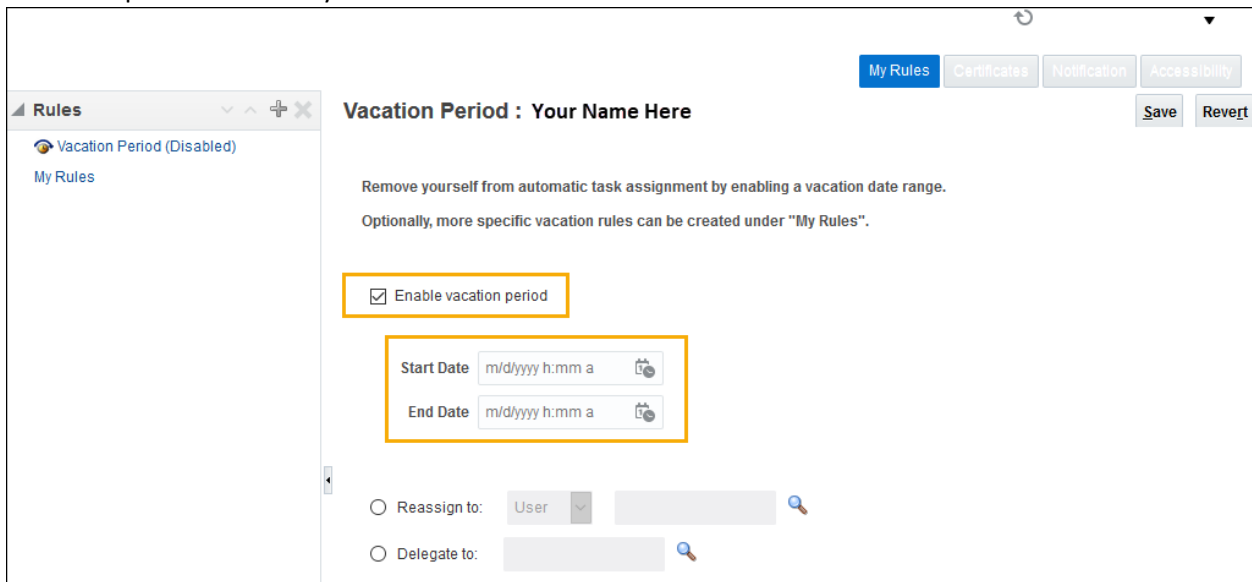 My Rules Certificates Notification Accessibility
Rules
Vacation Period : Your Name Here
Save Revert
Vacation Period (Disabled)
My Rules
Remove yourself from automatic task assignment by enabling a vacation date range.
Optionally, more specific vacation rules can be created under "My Rules".
Enable vacation period
Start Date m/d/yyyy h:mm a
End Date m/d/yyyy h:mm a
Reassign to: User
Delegate to: